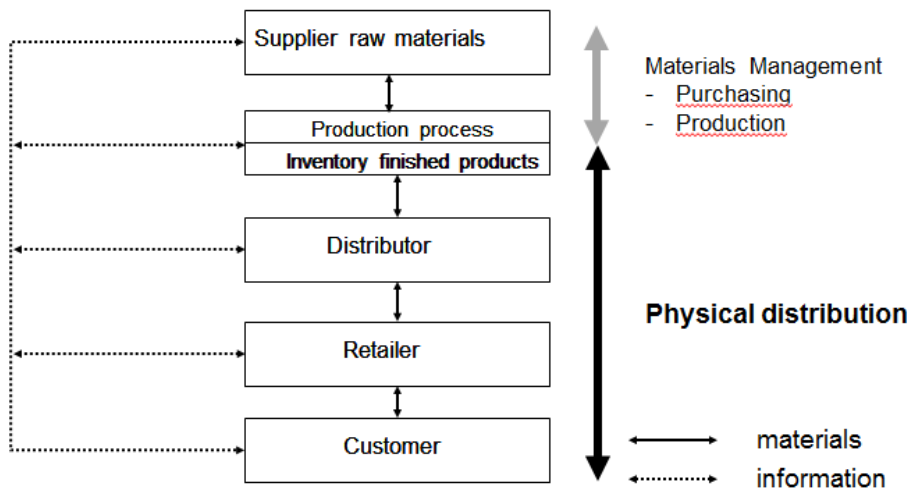 Supplier raw materials
Production process
Inventory finished products
Distributor
Retailer
Customer
Materials Management
- Purchasing
- Production
Physical distribution
materials
information